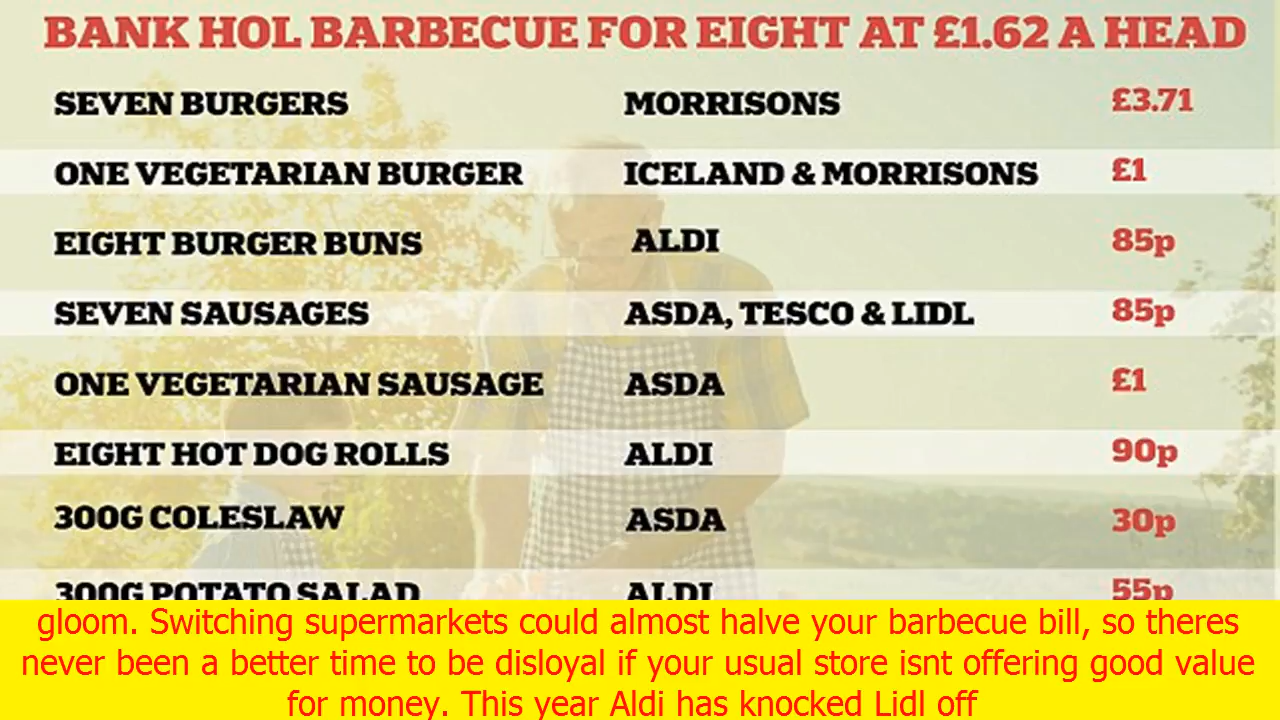 BANK HOL BARBECUE FOR EIGHT AT £1.62 A HEAD
SEVEN BURGERS MORRISONS £3.71
ONE VEGETARIAN BURGER ICELAND & MORRISONS £1
EIGHT BURGER BUNS ALDI 85p
SEVEN SAUSAGES ASDA, TESCO & LIDL 85p
ONE VEGETARIAN SAUSAGE ASDA £1
EIGHT HOT DOG ROLLS ALDI 90p
300G COLESLAW ASDA 30p
300G POTATO SALAD ALDI 55p
gloom. Switching supermarkets could almost halve your barbecue bill, so theres
never been a better time to be disloyal if your usual store isnt offering good value
for money. This year Aldi has knocked Lidl off